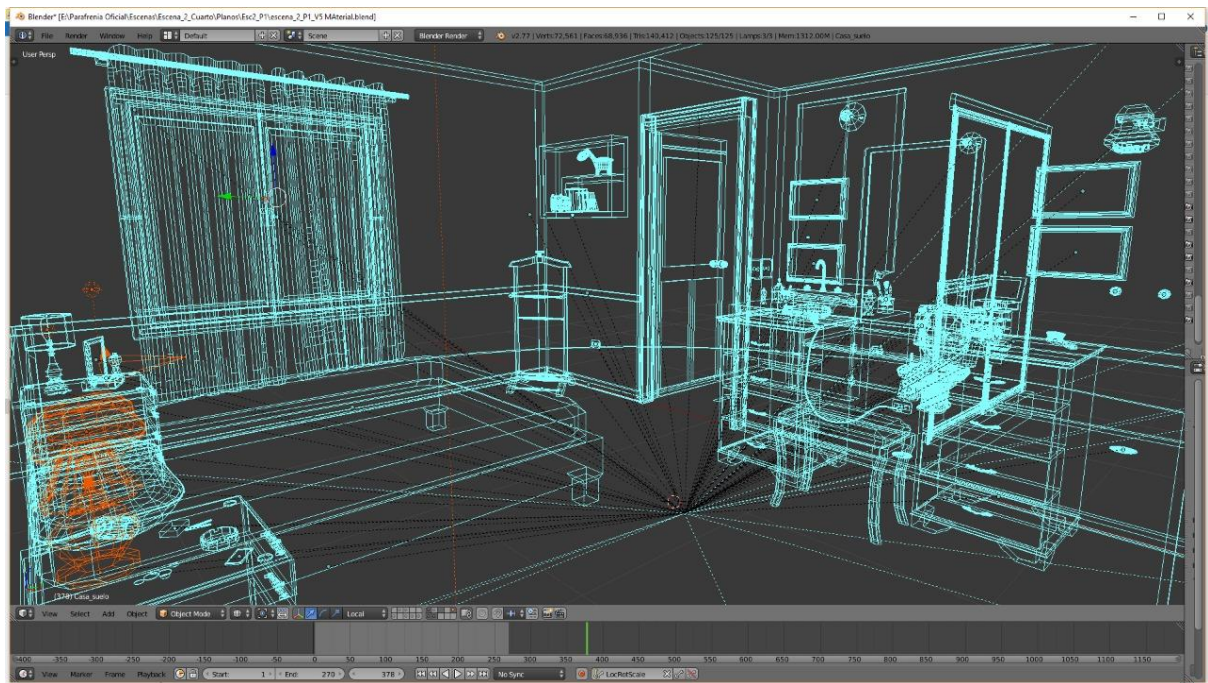 Blender* [E:\Parafrenia Oficial\Escenas\Escena_2_Cuarto\Planos\Esc2_P1\escena_2_P1_V5 MAterial.blend]
File Render Window Help Default Scene Blender Render v2.77 | Verts:72,561 | Faces:68,936 | Tris:140,412 | Objects:125/125 | Lamps:3/3 | Mem:1312.00M | Casa_suelo
User Persp
(378) Casa_suelo
View Select Add Object Object Mode Local
-400 -350 -300 -250 -200 -150 -100 -50 0 50 100 150 200 250 300 350 400 450 500 550 600 650 700 750 800 850 900 950 1000 1050 1100 1150
View Marker Frame Playback Start: 1 End: 270 378 No Sync LocRotScale